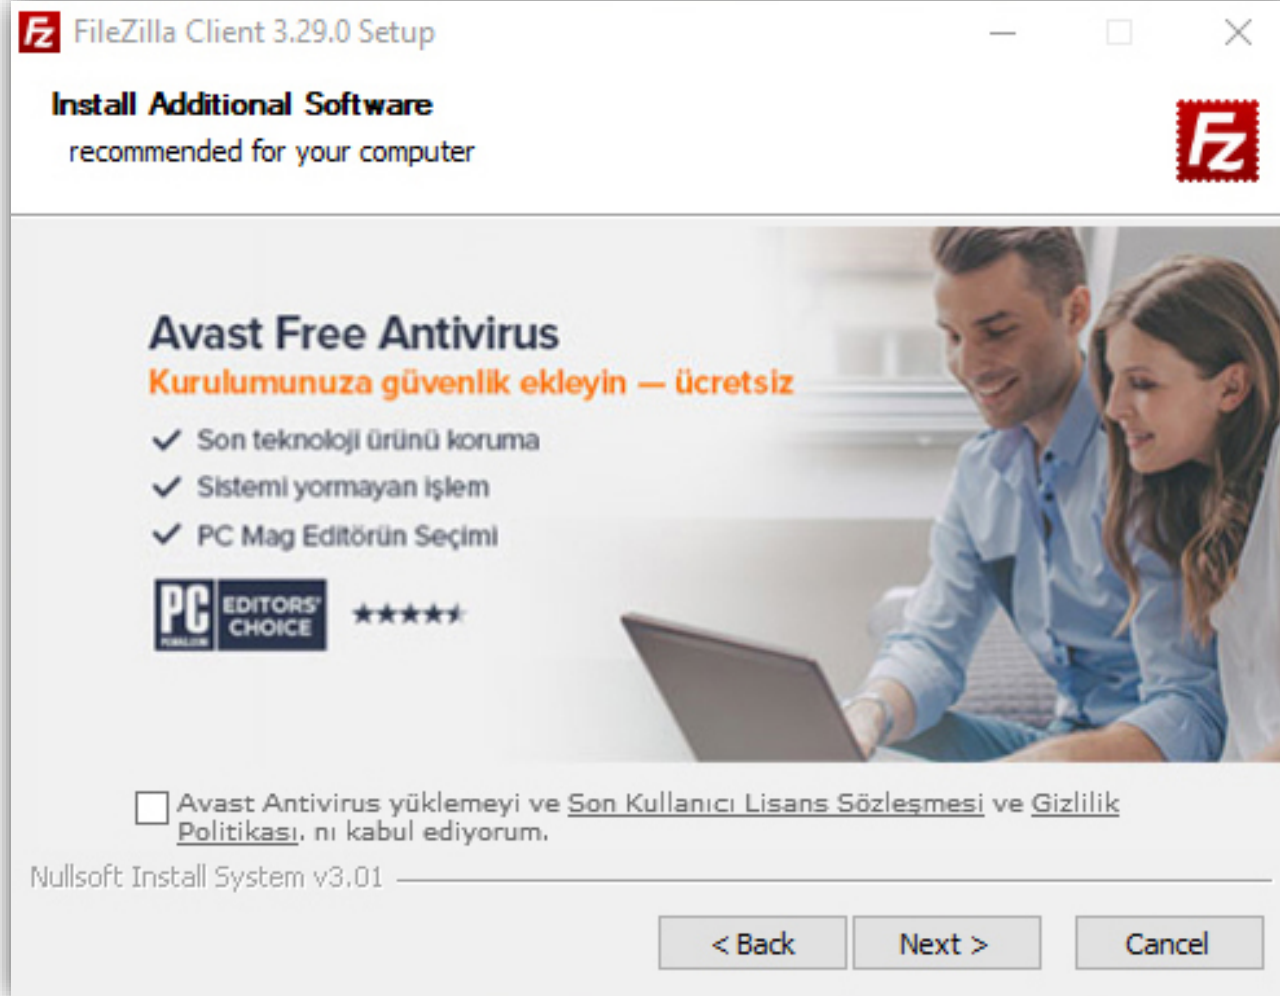 FileZilla Client 3.29.0 Setup
Install Additional Software
recommended for your computer
Avast Free Antivirus
Kurulumunuza güvenlik ekleyin — ücretsiz
Son teknoloji ürünü koruma
Sistemi yormayan işlem
PC Mag Editörün Seçimi
PC
PCMAG.COM
EDITORS'
CHOICE
Avast Antivirus yüklemeyi ve Son Kullanıcı Lisans Sözleşmesi ve Gizlilik
Politikası. nı kabul ediyorum.
Nullsoft Install System v3.01
< Back
Next >
Cancel